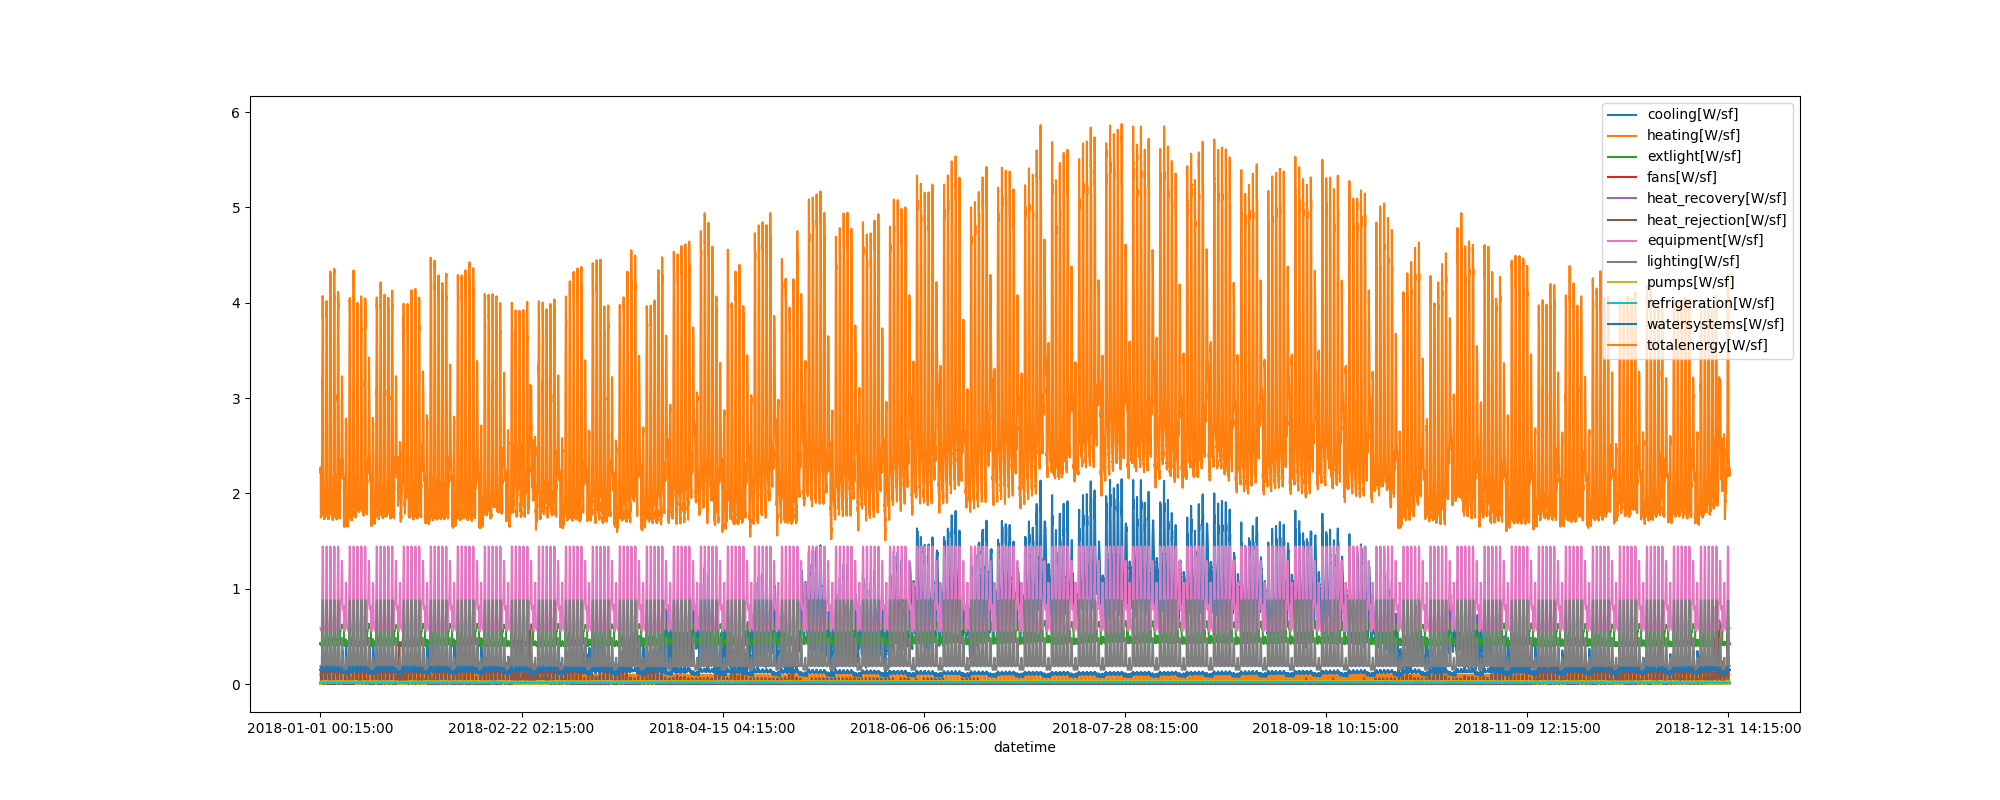 6
5
4
3
2
1
0
cooling[W/sf]
heating[W/sf]
extlight[W/sf]
fans[W/sf]
heat_recovery[W/sf]
heat_rejection[W/sf]
equipment[W/sf]
lighting[W/sf]
pumps[W/sf]
refrigeration[W/sf]
watersystems[W/sf]
totalenergy[W/sf]
2018-01-01 00:15:00 2018-02-22 02:15:00 2018-04-15 04:15:00 2018-06-06 06:15:00 2018-07-28 08:15:00 2018-09-18 10:15:00 2018-11-09 12:15:00 2018-12-31 14:15:00
datetime